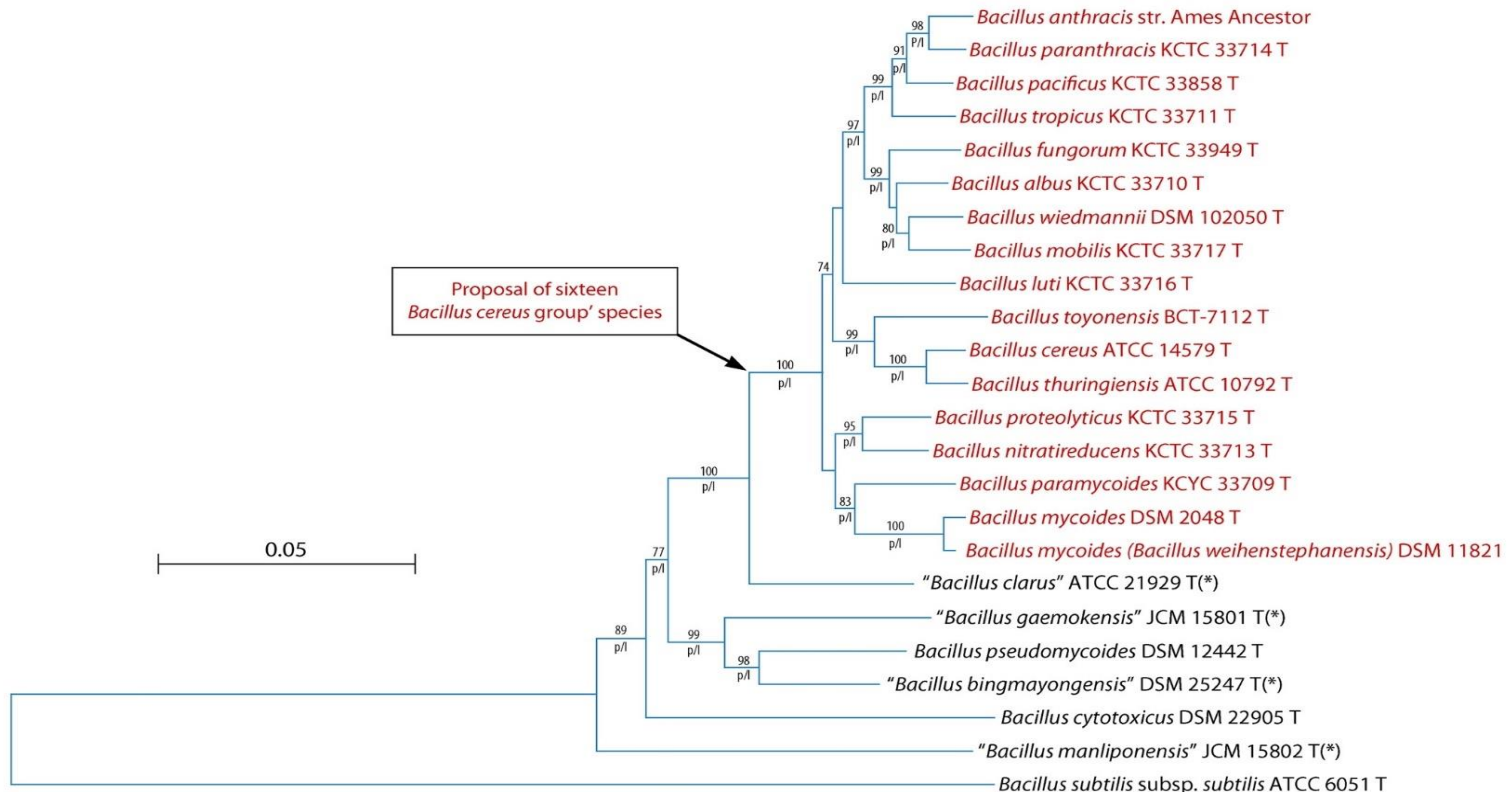 Bacillus anthracis str. Ames Ancestor
98
P/l
Bacillus paranthracis KCTC 33714 T
91
p/l
Bacillus pacificus KCTC 33858 T
99
p/l
Bacillus tropicus KCTC 33711 T
97
p/l
Bacillus fungorum KCTC 33949 T
99
p/l
Bacillus albus KCTC 33710 T
Bacillus wiedmannii DSM 102050 T
80
p/l
Bacillus mobilis KCTC 33717 T
74
Bacillus luti KCTC 33716 T
Proposal of sixteen
Bacillus cereus group’ species
Bacillus toyonensis BCT-7112 T
99
p/l
Bacillus cereus ATCC 14579 T
100
p/l
Bacillus thuringiensis ATCC 10792 T
100
p/l
Bacillus proteolyticus KCTC 33715 T
95
p/l
Bacillus nitratireducens KCTC 33713 T
100
p/l
Bacillus paramycoides KCYC 33709 T
83
p/l
Bacillus mycoides DSM 2048 T
100
p/l
Bacillus mycoides (Bacillus weihenstephanensis) DSM 11821
0.05
77
p/l
“Bacillus clarus” ATCC 21929 T(*)
“Bacillus gaemokensis” JCM 15801 T(*)
89
p/l
99
p/l
Bacillus pseudomycoides DSM 12442 T
98
p/l
“Bacillus bingmayongensis” DSM 25247 T(*)
Bacillus cytotoxicus DSM 22905 T
“Bacillus manliponensis” JCM 15802 T(*)
Bacillus subtilis subsp. subtilis ATCC 6051 T